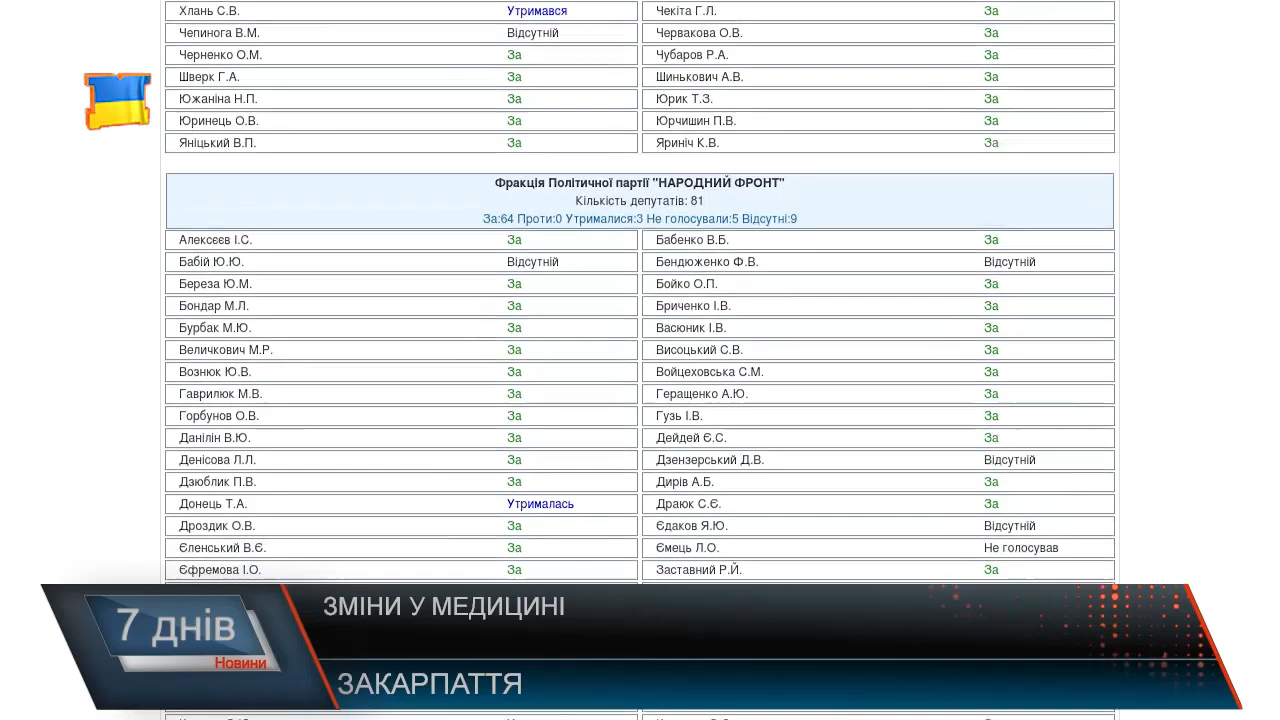 Хлань С.В. Утримався Чекіта Г.Л. За
Чепинога В.М. Відсутній Червакова О.В. За
Черненко О.М. За Чубаров Р.А. За
Шверк Г.А. За Шинькович А.В. За
Южаніна Н.П. За Юрик Т.З. За
Юринець О.В. За Юрчишин П.В. За
Яніцький В.П. За Яриніч К.В. За
Фракція Політичної партії "НАРОДНИЙ ФРОНТ"
Кількість депутатів: 81
За:64 Проти:0 Утрималися:3 Не голосували:5 Відсутні:9
Алексєєв І.С. За Бабенко В.Б. За
Бабій Ю.Ю. Відсутній Бендюженко Ф.В. Відсутній
Береза Ю.М. За Бойко О.П. За
Бондар М.Л. За Бриченко І.В. За
Бурбак М.Ю. За Васюник І.В. За
Величкович М.Р. За Висоцький С.В. За
Вознюк Ю.В. За Войцеховська С.М. За
Гаврилюк М.В. За Геращенко А.Ю. За
Горбунов О.В. За Гузь І.В. За
Данілін В.Ю. За Дейдей Є.С. За
Денісова Л.Л. За Дзензерський Д.В. Відсутній
Дзюблик П.В. За Дирів А.Б. За
Донець Т.А. Утрималась Драюк С.Є. За
Дроздик О.В. За Єдаков Я.Ю. Відсутній
Єленський В.Є. За Ємець Л.О. Не голосував
Єфремова І.О. За Заставний Р.Й. За
7 днів
Новини
ЗМІНИ У МЕДИЦИНІ
ЗАКАРПАТТЯ